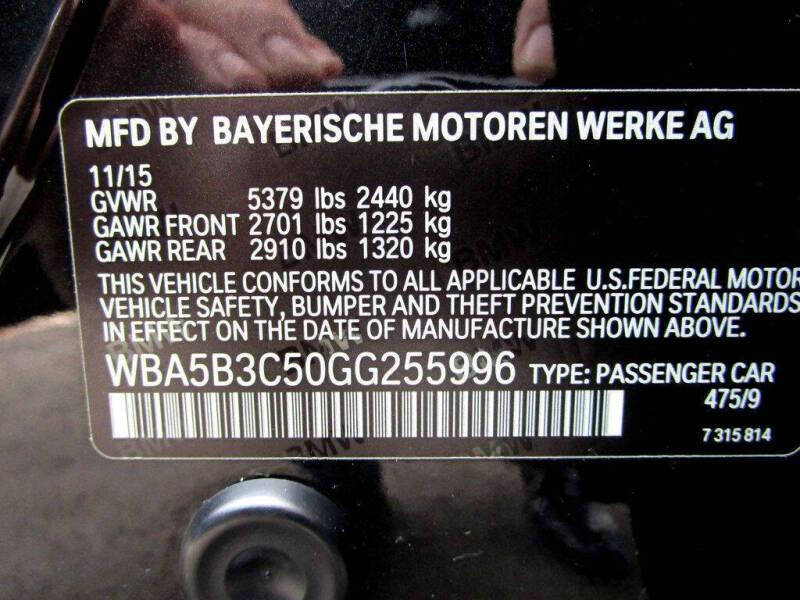 MFD BY BAYERISCHE MOTOREN WERKE AG
11/15
GVWR 5379 lbs 2440 kg
GAWR FRONT 2701 lbs 1225 kg
GAWR REAR 2910 lbs 1320 kg
THIS VEHICLE CONFORMS TO ALL APPLICABLE U.S.FEDERAL MOTOR
VEHICLE SAFETY, BUMPER AND THEFT PREVENTION STANDARDS
IN EFFECT ON THE DATE OF MANUFACTURE SHOWN ABOVE.
WBA5B3C50GG255996 TYPE: PASSENGER CAR
475/9
7 315 814